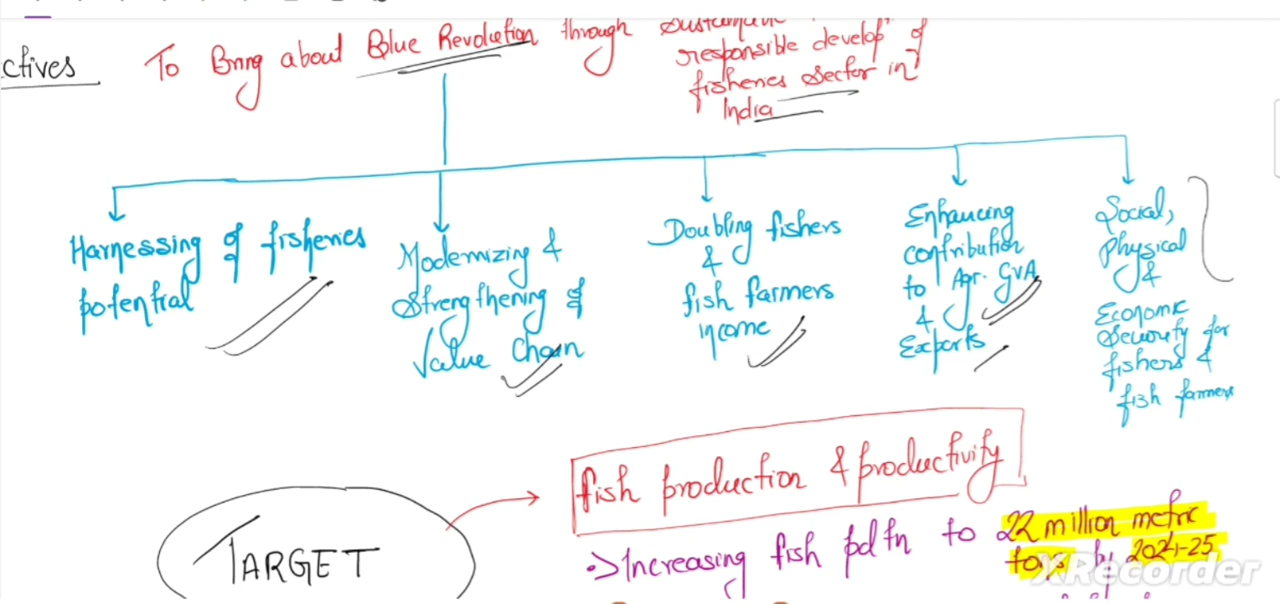 ctives
To Bring about Blue Revolution through
responsible develop' of
fisheries Sector in
India
Harnessing of fisheries
potential
Modernizing &
Strengthening of
Value Chain
Doubling fishers
&
fish farmers
income
Enhancing
contribution
to Agr. GVA
&
Exports
Social,
Physical
&
Economic
Security for
fishers &
fish farmers
TARGET
fish production & productivity
Increasing fish pdtn to 22 million metric
tons by 2024-25
XRecorder